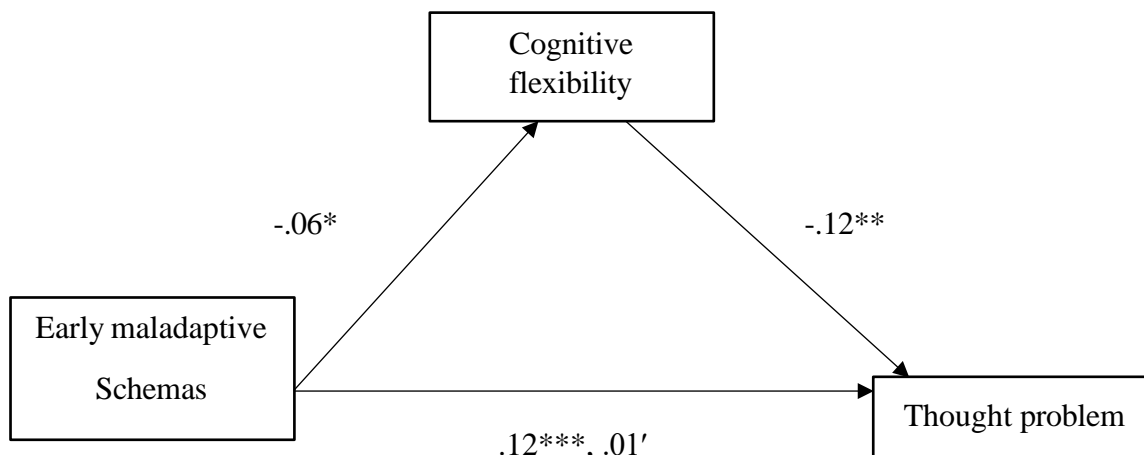 Cognitive
flexibility
-.06*
-.12**
Early maladaptive
Schemas
Thought problem
.12***, .01′